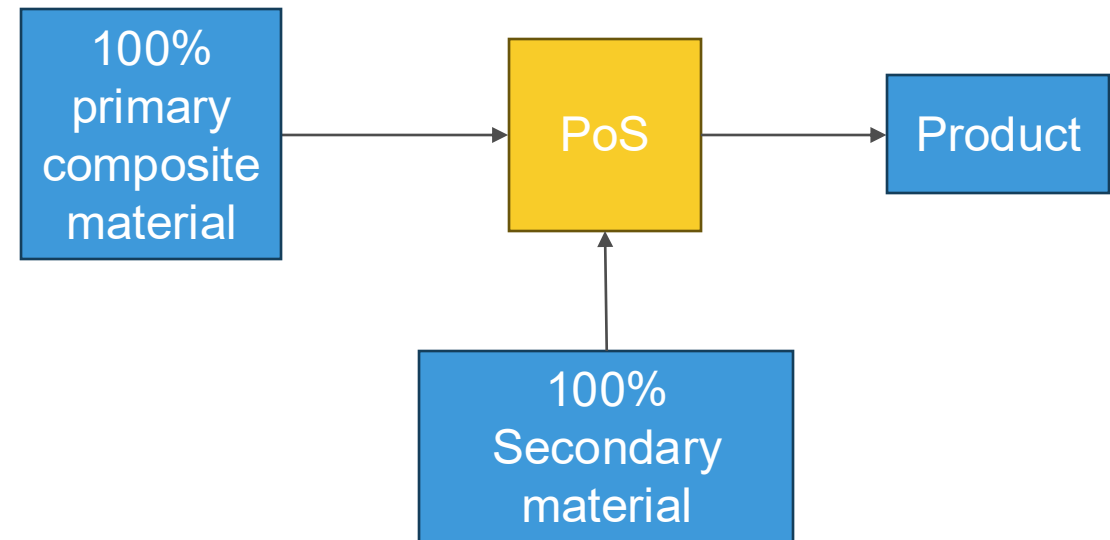 100%
primary
composite
material
PoS
Product
100%
Secondary
material